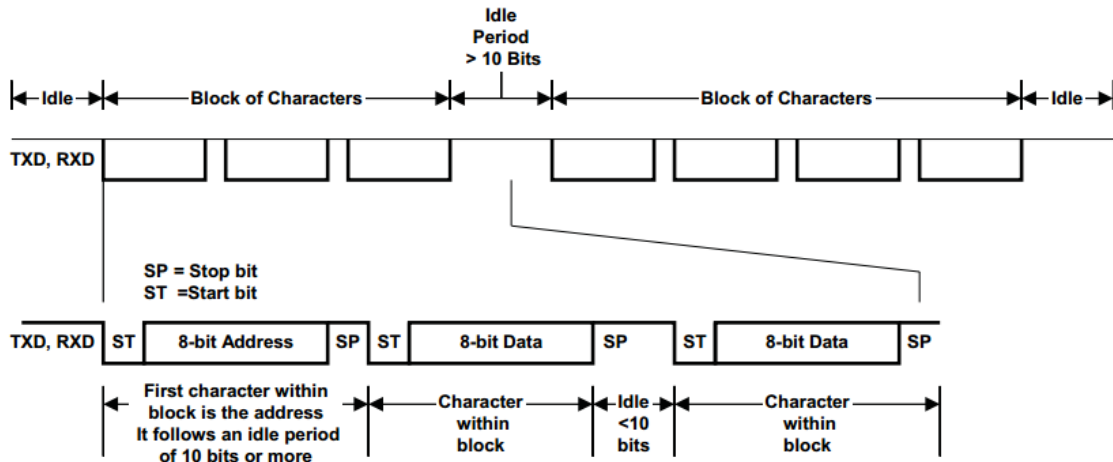 Idle
Period
> 10 Bits
Idle
Block of Characters
Block of Characters
Idle
TXD, RXD
SP = Stop bit
ST =Start bit
TXD, RXD
ST
8-bit Address
SP
ST
8-bit Data
SP
ST
8-bit Data
SP
First character within
block is the address
It follows an idle period
of 10 bits or more
Character
within
block
Idle
<10
bits
Character
within
block